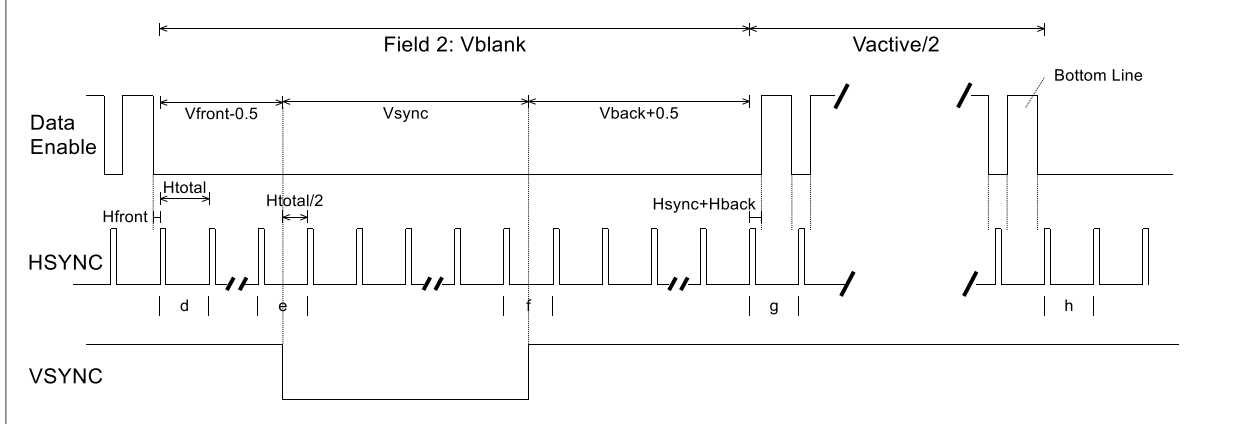 Field 2: Vblank
Vactive/2
Bottom Line
Vfront-0.5
Vsync
Vback+0.5
Data
Enable
Htotal
Htotal/2
Hfront
Hsync+Hback
HSYNC
d
e
f
g
h
VSYNC